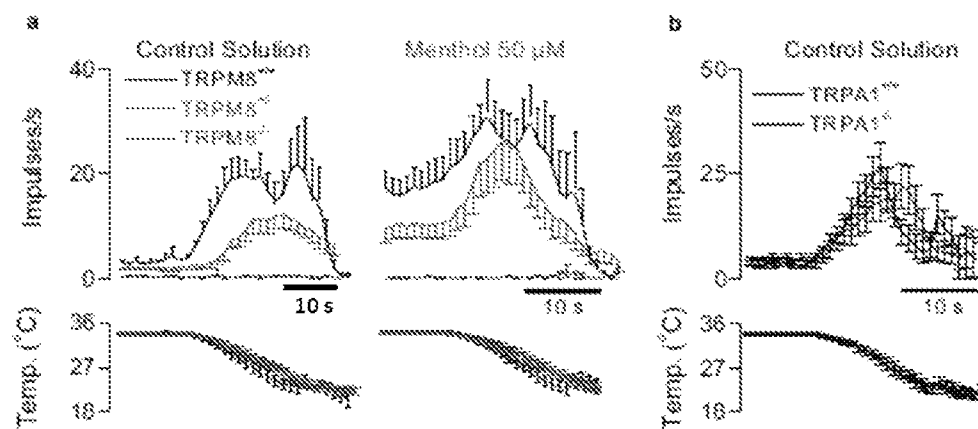 a
Control Solution
Menthol 50 µM
b
Control Solution
40
20
0
Impulses/s
TRPM8+/+
TRPM8+/-
TRPM8-/-
10 s
10 s
50
25
0
Impulses/s
TRPA1+/+
TRPA1-/-
10 s
36
27
18
Temp. (°C)
36
27
18
Temp. (°C)